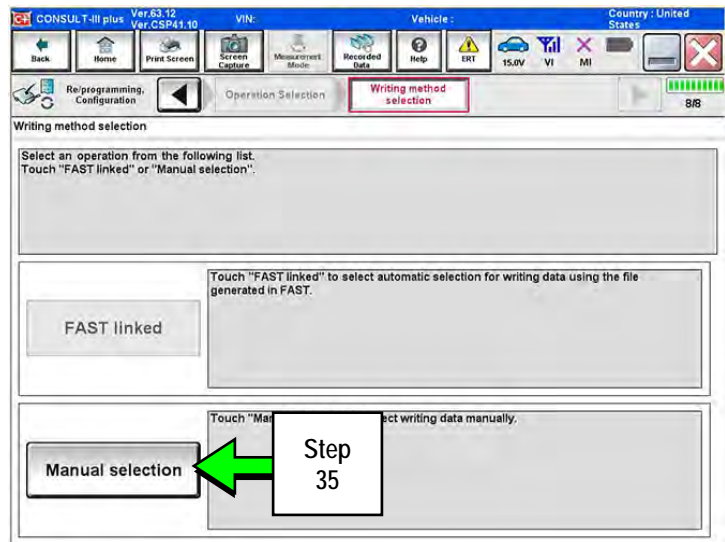 CONSULT-III plus Ver.63.12
Ver.CSP41.10
VIN:
Vehicle :
Country : United
States
Back
Home
Print Screen
Screen
Capture
Measurement
Mode
Recorded
Data
Help
ERT
15.0V
VI
MI
Re/programming,
Configuration
Operation Selection
Writing method
selection
8/8
Writing method selection
Select an operation from the following list.
Touch "FAST linked" or "Manual selection".
FAST linked
Touch "FAST linked" to select automatic selection for writing data using the file
generated in FAST.
Manual selection
Touch "Ma
writing data manually.
Step
35